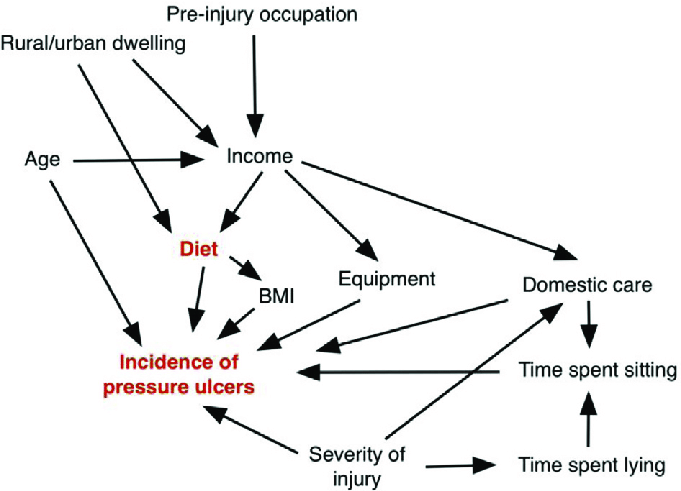 Pre-injury occupation
Rural/urban dwelling
Age
Income
Diet
BMI
Equipment
Domestic care
Incidence of
pressure ulcers
Time spent sitting
Severity of
injury
Time spent lying